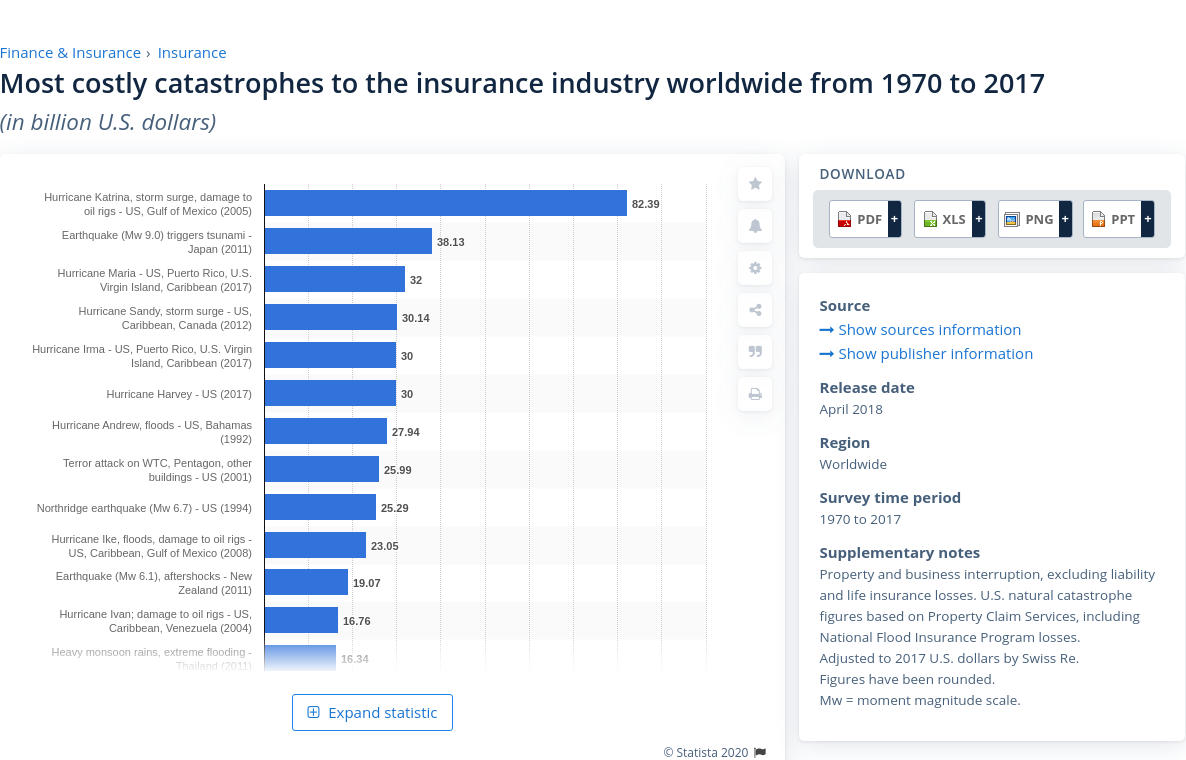 Finance & Insurance › Insurance
Most costly catastrophes to the insurance industry worldwide from 1970 to 2017
(in billion U.S. dollars)
Hurricane Katrina, storm surge, damage to
oil rigs - US, Gulf of Mexico (2005)
82.39
Earthquake (Mw 9.0) triggers tsunami -
Japan (2011)
38.13
Hurricane Maria - US, Puerto Rico, U.S.
Virgin Island, Caribbean (2017)
32
Hurricane Sandy, storm surge - US,
Caribbean, Canada (2012)
30.14
Hurricane Irma - US, Puerto Rico, U.S. Virgin
Island, Caribbean (2017)
30
Hurricane Harvey - US (2017)
30
Hurricane Andrew, floods - US, Bahamas
(1992)
27.94
Terror attack on WTC, Pentagon, other
buildings - US (2001)
25.99
Northridge earthquake (Mw 6.7) - US (1994)
25.29
Hurricane Ike, floods, damage to oil rigs -
US, Caribbean, Gulf of Mexico (2008)
23.05
Earthquake (Mw 6.1), aftershocks - New
Zealand (2011)
19.07
Hurricane Ivan; damage to oil rigs - US,
Caribbean, Venezuela (2004)
16.76
Heavy monsoon rains, extreme flooding -
Thailand (2011)
16.34
Expand statistic
© Statista 2020
DOWNLOAD
PDF + XLS + PNG + PPT +
Source
Show sources information
Show publisher information
Release date
April 2018
Region
Worldwide
Survey time period
1970 to 2017
Supplementary notes
Property and business interruption, excluding liability
and life insurance losses. U.S. natural catastrophe
figures based on Property Claim Services, including
National Flood Insurance Program losses.
Adjusted to 2017 U.S. dollars by Swiss Re.
Figures have been rounded.
Mw = moment magnitude scale.